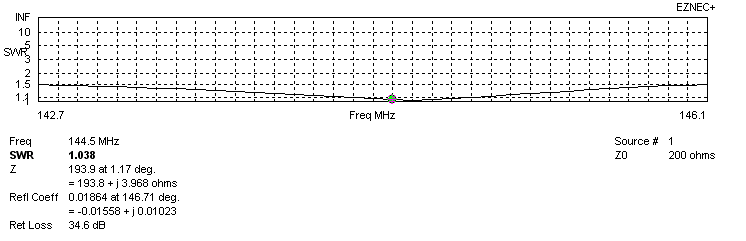 EZNEC+
INF
10
5
SWR
3
2
1.5
1.1
142.7 Freq MHz 146.1
Freq 144.5 MHz Source # 1
SWR 1.038 Z0 200 ohms
Z 193.9 at 1.17 deg.
= 193.8 + j 3.968 ohms
Refl Coeff 0.01864 at 146.71 deg.
= -0.01558 + j 0.01023
Ret Loss 34.6 dB